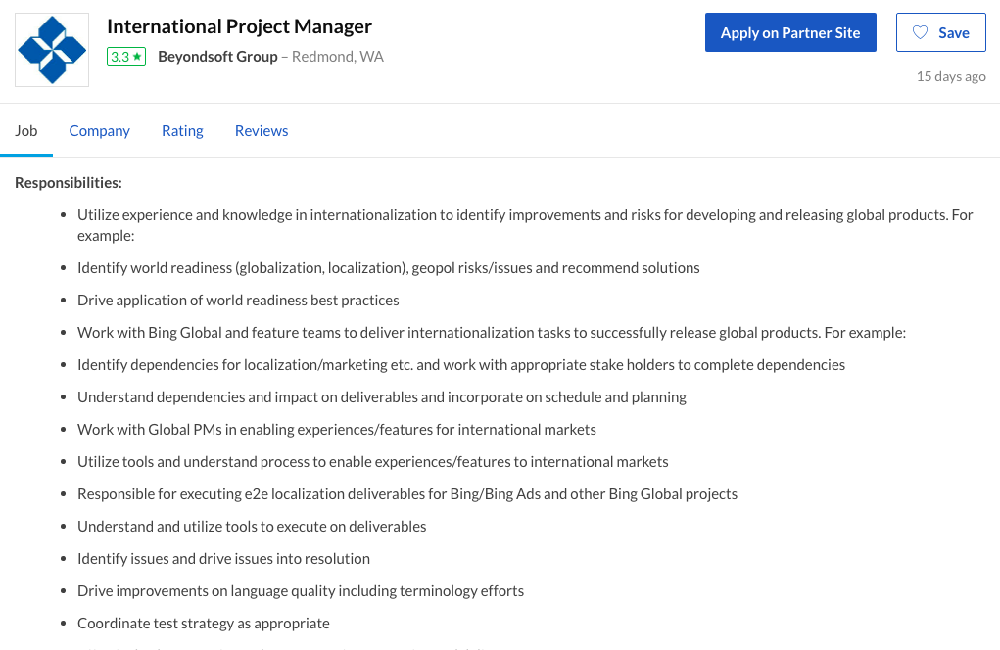 International Project Manager
3.3 ★ Beyondsoft Group – Redmond, WA
Apply on Partner Site
Save
15 days ago
Job Company Rating Reviews
Responsibilities:
• Utilize experience and knowledge in internationalization to identify improvements and risks for developing and releasing global products. For
example:
• Identify world readiness (globalization, localization), geopol risks/issues and recommend solutions
• Drive application of world readiness best practices
• Work with Bing Global and feature teams to deliver internationalization tasks to successfully release global products. For example:
• Identify dependencies for localization/marketing etc. and work with appropriate stake holders to complete dependencies
• Understand dependencies and impact on deliverables and incorporate on schedule and planning
• Work with Global PMs in enabling experiences/features for international markets
• Utilize tools and understand process to enable experiences/features to international markets
• Responsible for executing e2e localization deliverables for Bing/Bing Ads and other Bing Global projects
• Understand and utilize tools to execute on deliverables
• Identify issues and drive issues into resolution
• Drive improvements on language quality including terminology efforts
• Coordinate test strategy as appropriate